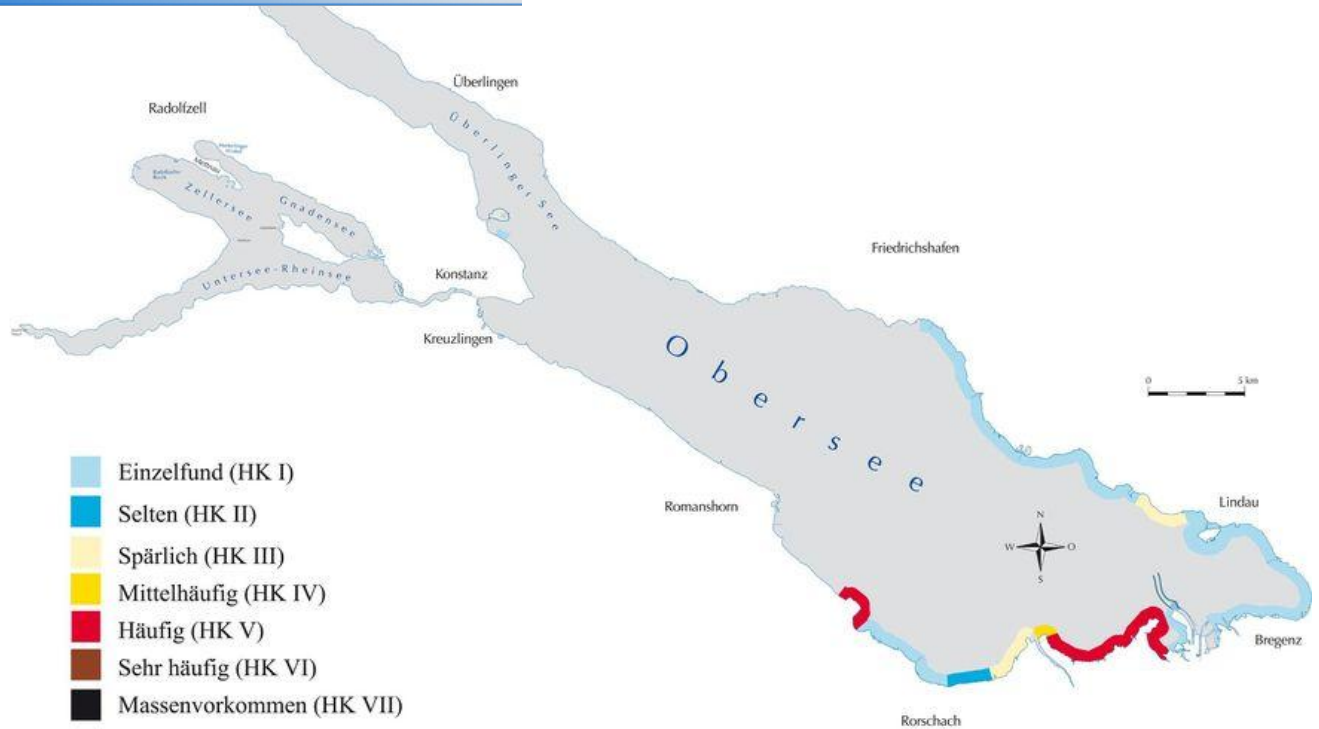 Überlingen
Radolfzell
Überlinger See
Mettnau
Zellersee
Gnadensee
Friedrichshafen
Untersee-Rheinsee
Konstanz
Kreuzlingen
Obersee
0 5 km
Einzelfund (HK I)
Selten (HK II)
Spärlich (HK III)
Mittelhäufig (HK IV)
Häufig (HK V)
Sehr häufig (HK VI)
Massenvorkommen (HK VII)
Romanshorn
Lindau
N
W O
S
Bregenz
Rorschach